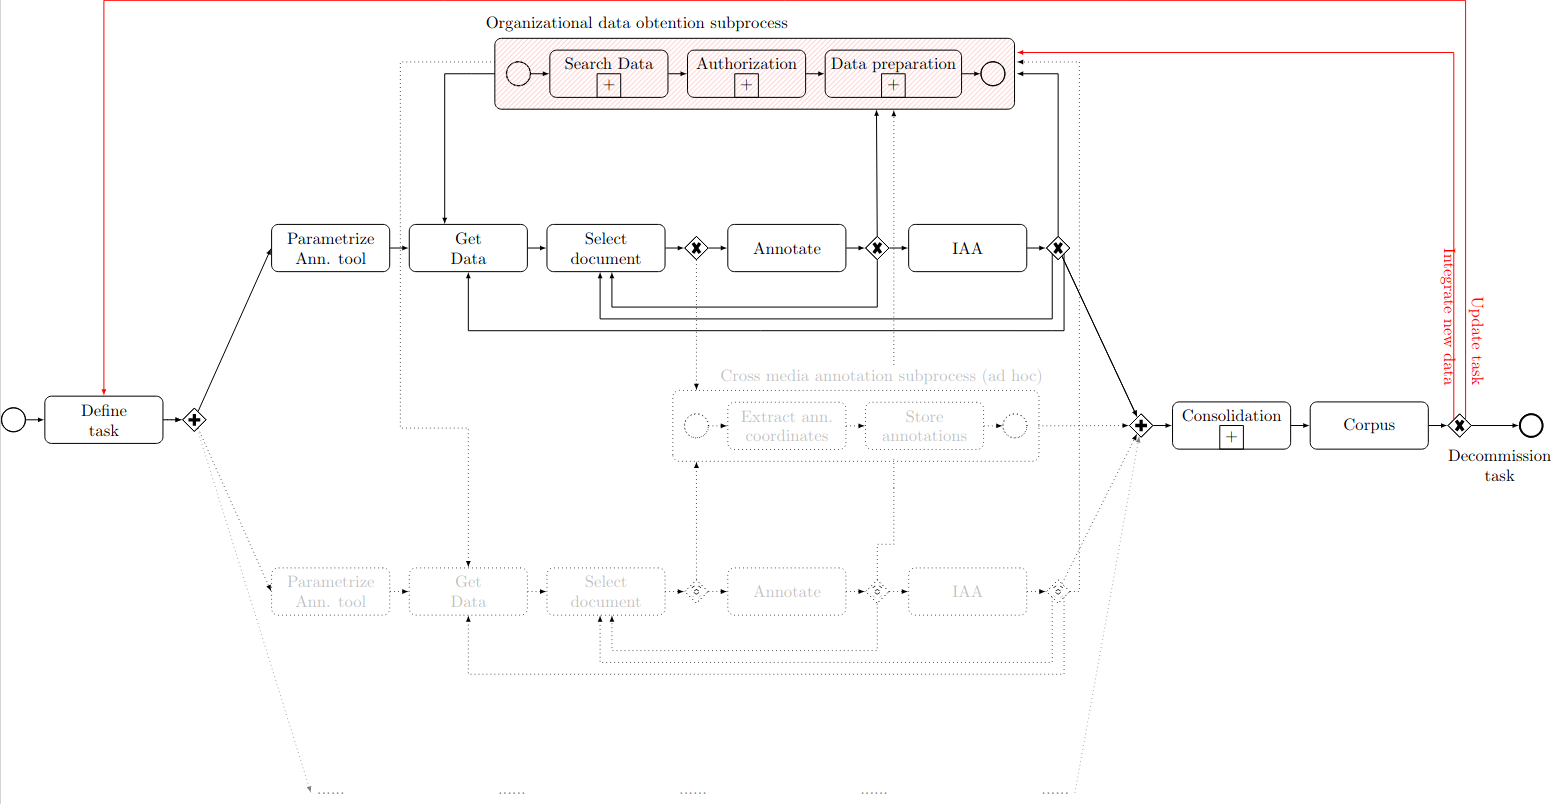 Organizational data obtention subprocess
Search Data
+
Authorization
+
Data preparation
+
Parametrize
Ann. tool
Get
Data
Select
document
Annotate
IAA
Integrate new data
Update task
Cross media annotation subprocess (ad hoc)
Define
task
Extract ann.
coordinates
Store
annotations
Consolidation
+
Corpus
Decommission
task
Parametrize
Ann. tool
Get
Data
Select
document
Annotate
IAA
...... ...... ...... ...... ......